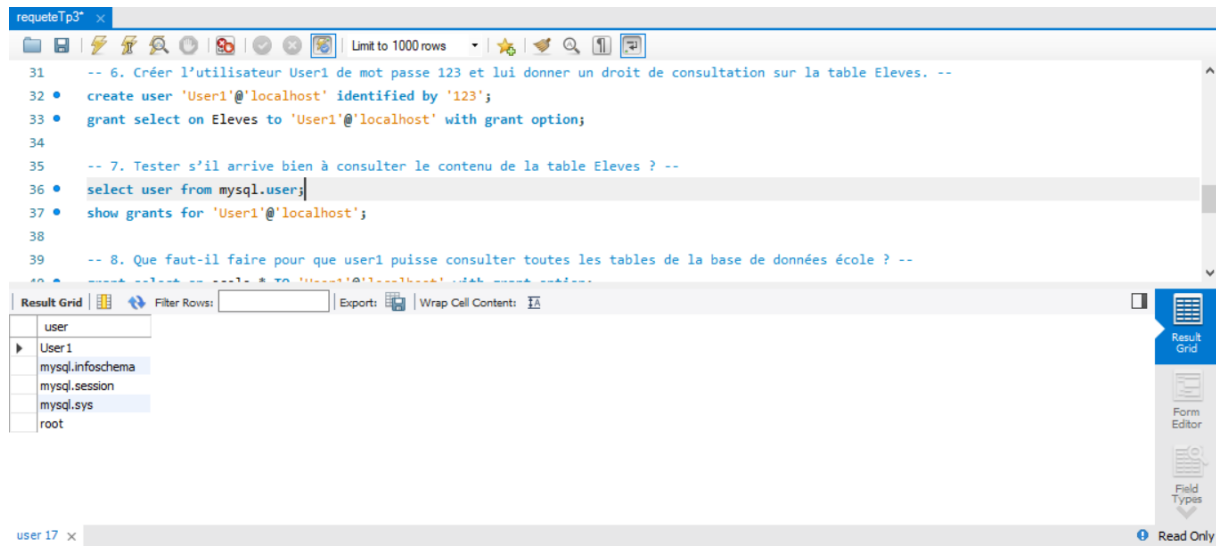 requeteTp3*
Limit to 1000 rows
31 -- 6. Créer l’utilisateur User1 de mot passe 123 et lui donner un droit de consultation sur la table Eleves. --
32 create user 'User1'@'localhost' identified by '123';
33 grant select on Eleves to 'User1'@'localhost' with grant option;
34
35 -- 7. Tester s’il arrive bien à consulter le contenu de la table Eleves ? --
36 select user from mysql.user;
37 show grants for 'User1'@'localhost';
38
39 -- 8. Que faut-il faire pour que user1 puisse consulter toutes les tables de la base de données école ? --
Result Grid Filter Rows: Export: Wrap Cell Content:
user
User1
mysql.infoschema
mysql.session
mysql.sys
root
Result
Grid
Form
Editor
Field
Types
user 17
Read Only